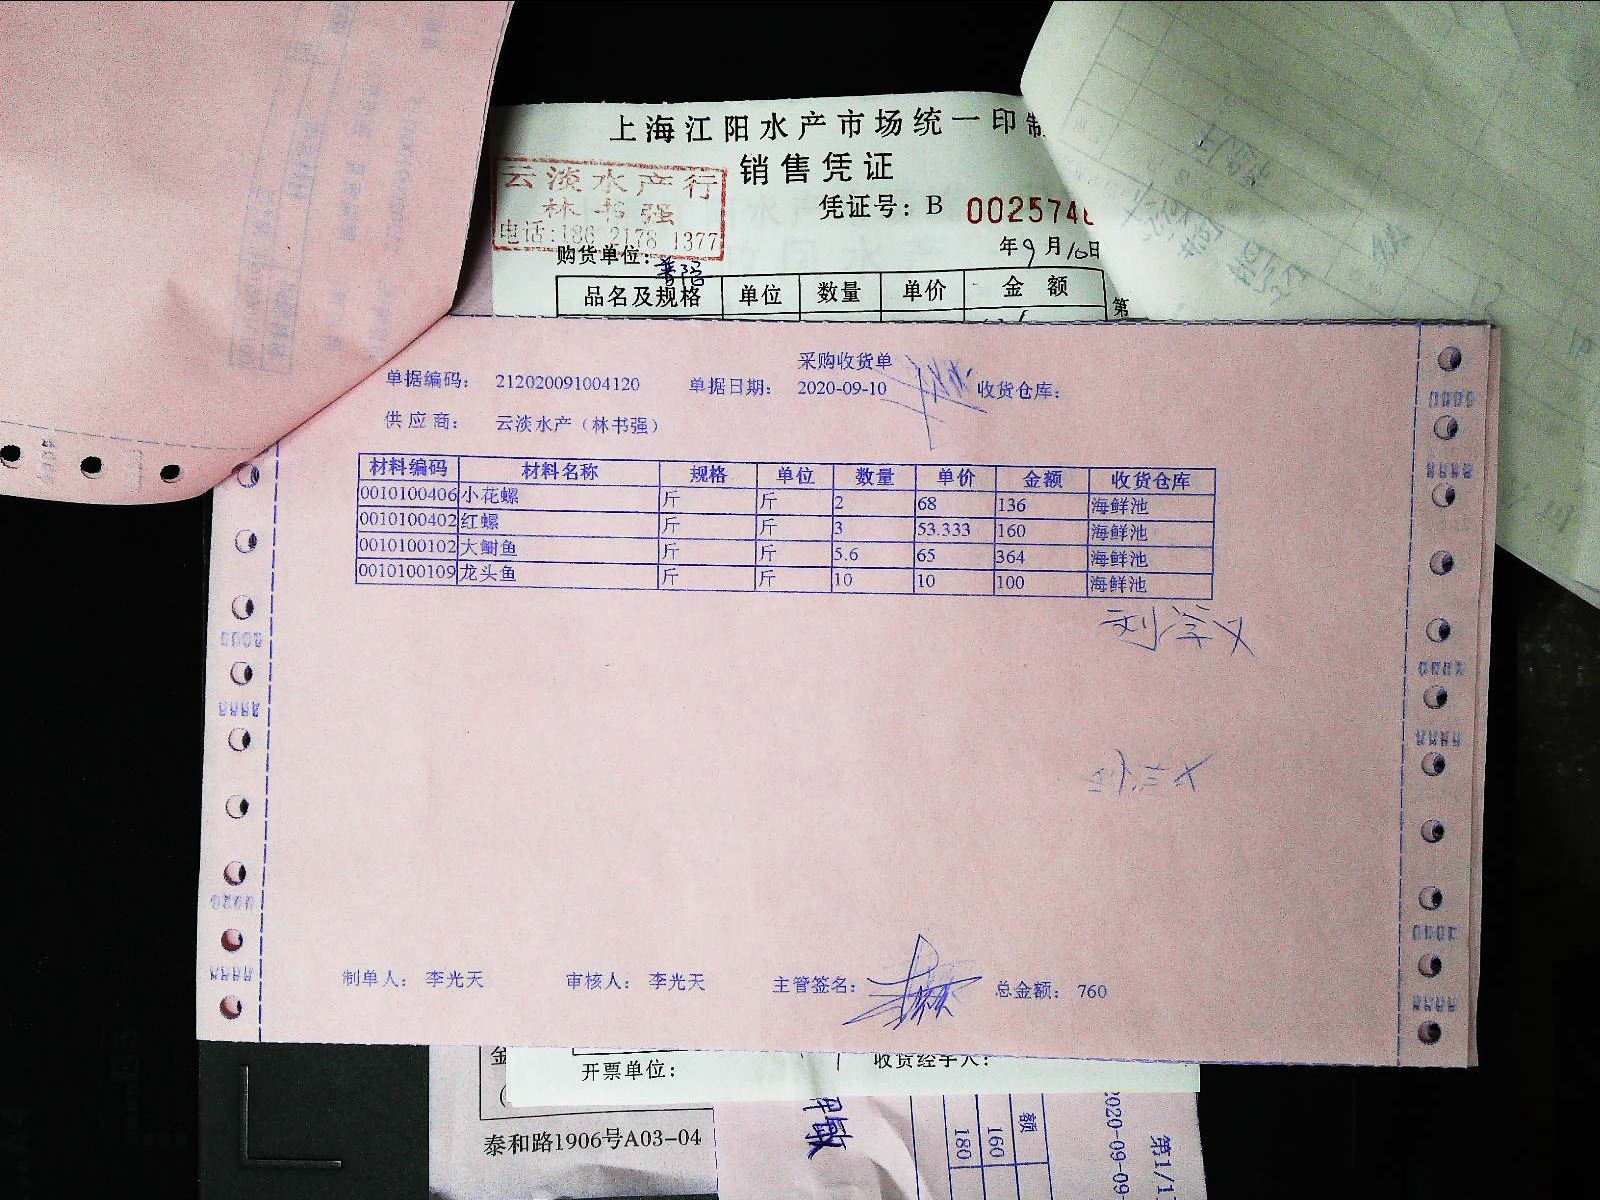 上海江阳水产市场统一印制
销售凭证
云淡水产行
林书强
电话:186 2178 1377
凭证号: B 002574
购货单位: 年9月10日
品名及规格 单位 数量 单价 金额 第
采购收货单
单据编码: 212020091004120 单据日期: 2020-09-10 收货仓库:
供应商: 云淡水产（林书强）
材料编码 材料名称 规格 单位 数量 单价 金额 收货仓库
0010100406 小花螺 斤 斤 2 68 136 海鲜池
0010100402 红螺 斤 斤 3 53.333 160 海鲜池
0010100102 大鲥鱼 斤 斤 5.6 65 364 海鲜池
0010100109 龙头鱼 斤 斤 10 10 100 海鲜池
制单人: 李光天 审核人: 李光天 主管签名: 总金额: 760
金
开票单位: 收货经手人:
泰和路1906号A03-04
额
160
180
2020-09-09
第1/1